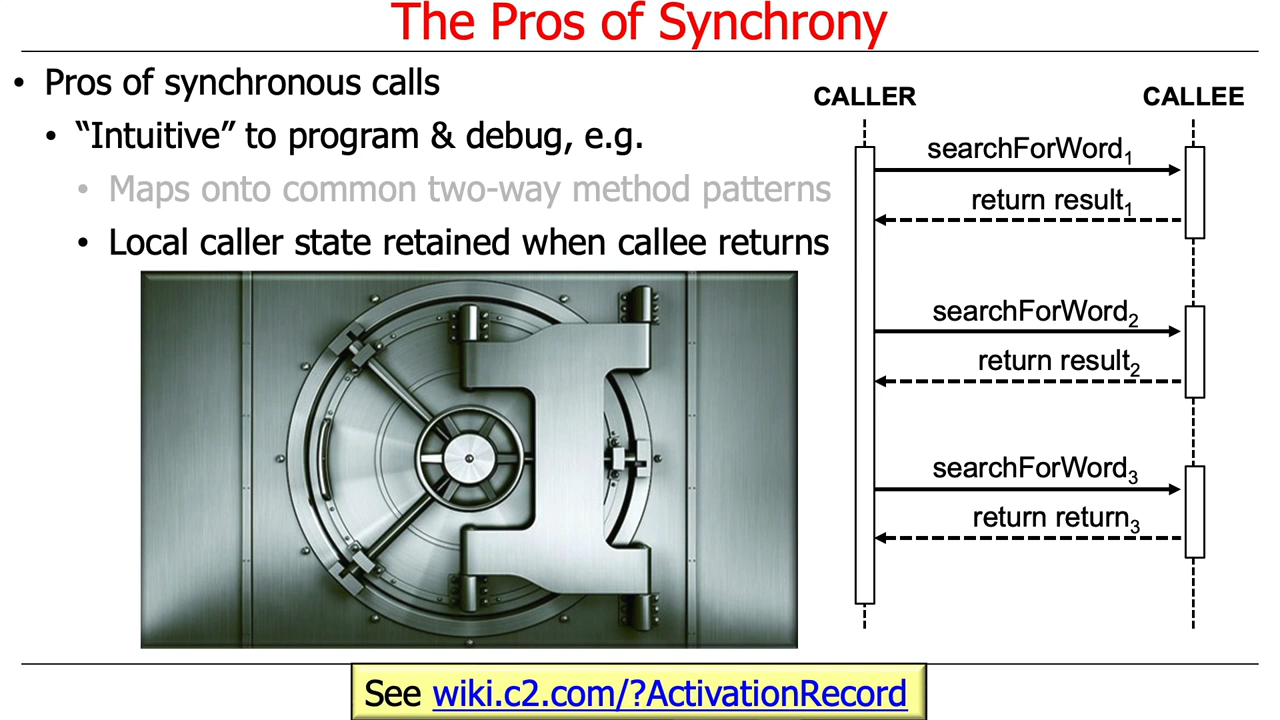 The Pros of Synchrony
• Pros of synchronous calls
• “Intuitive” to program & debug, e.g.
• Maps onto common two-way method patterns
• Local caller state retained when callee returns
CALLER
CALLEE
searchForWord1
return result1
searchForWord2
return result2
searchForWord3
return return3
See wiki.c2.com/?ActivationRecord